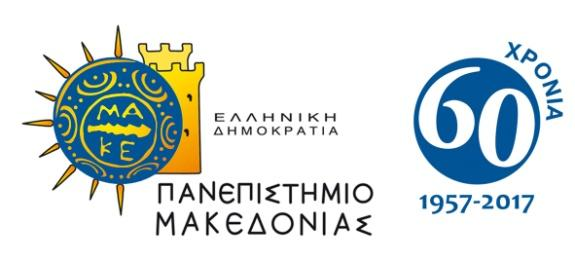 ΜΑ
ΚΕ
ΕΛΛΗΝΙΚΗ
ΔΗΜΟΚΡΑΤΙΑ
ΠΑΝΕΠΙΣΤΗΜΙΟ
ΜΑΚΕΔΟΝΙΑΣ
60
ΧΡΟΝΙΑ
1957-2017